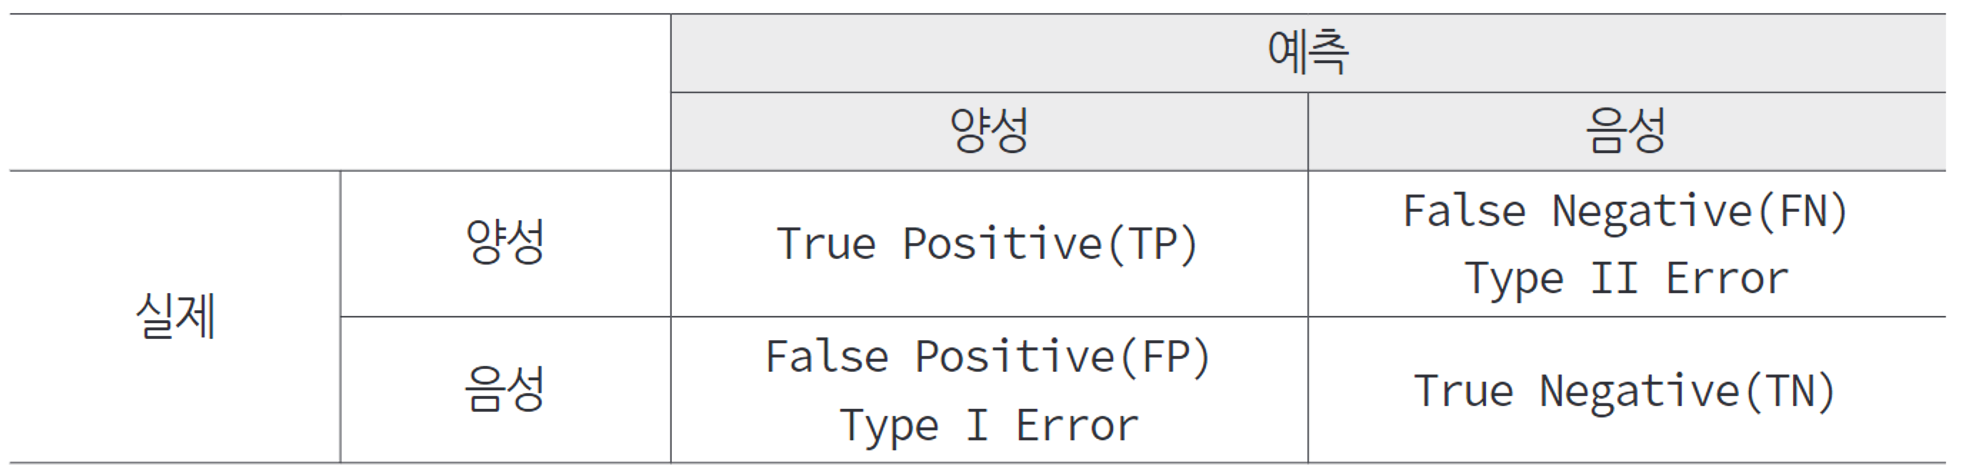 예측
양성
음성
실제
양성
True Positive(TP)
False Negative(FN)
Type II Error
음성
False Positive(FP)
Type I Error
True Negative(TN)